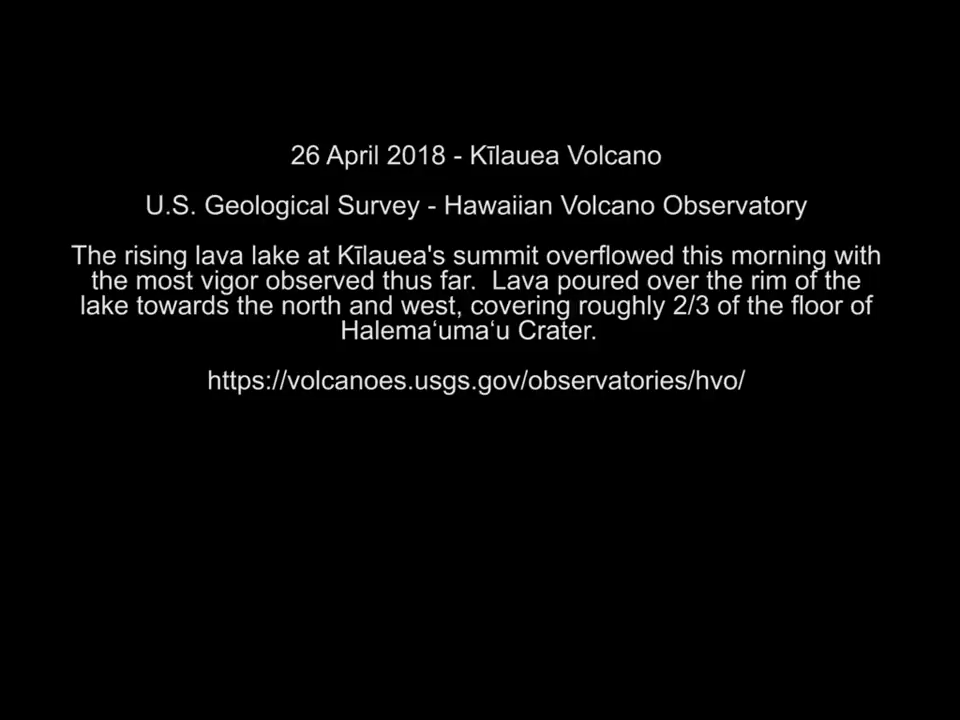 26 April 2018 - Kīlauea Volcano
U.S. Geological Survey - Hawaiian Volcano Observatory
The rising lava lake at Kīlauea's summit overflowed this morning with
the most vigor observed thus far.  Lava poured over the rim of the
lake towards the north and west, covering roughly 2/3 of the floor of
Halema‘uma‘u Crater.
https://volcanoes.usgs.gov/observatories/hvo/